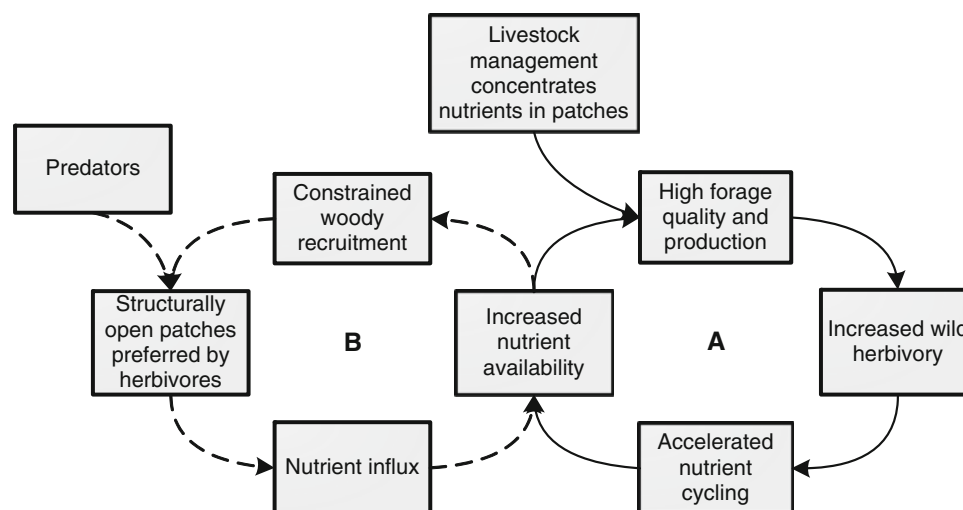 Livestock
management
concentrates
nutrients in patches
Predators
Constrained
woody
recruitment
High forage
quality and
production
Structurally
open patches
preferred by
herbivores
B
Increased
nutrient
availability
A
Increased wild
herbivory
Nutrient influx
Accelerated
nutrient
cycling